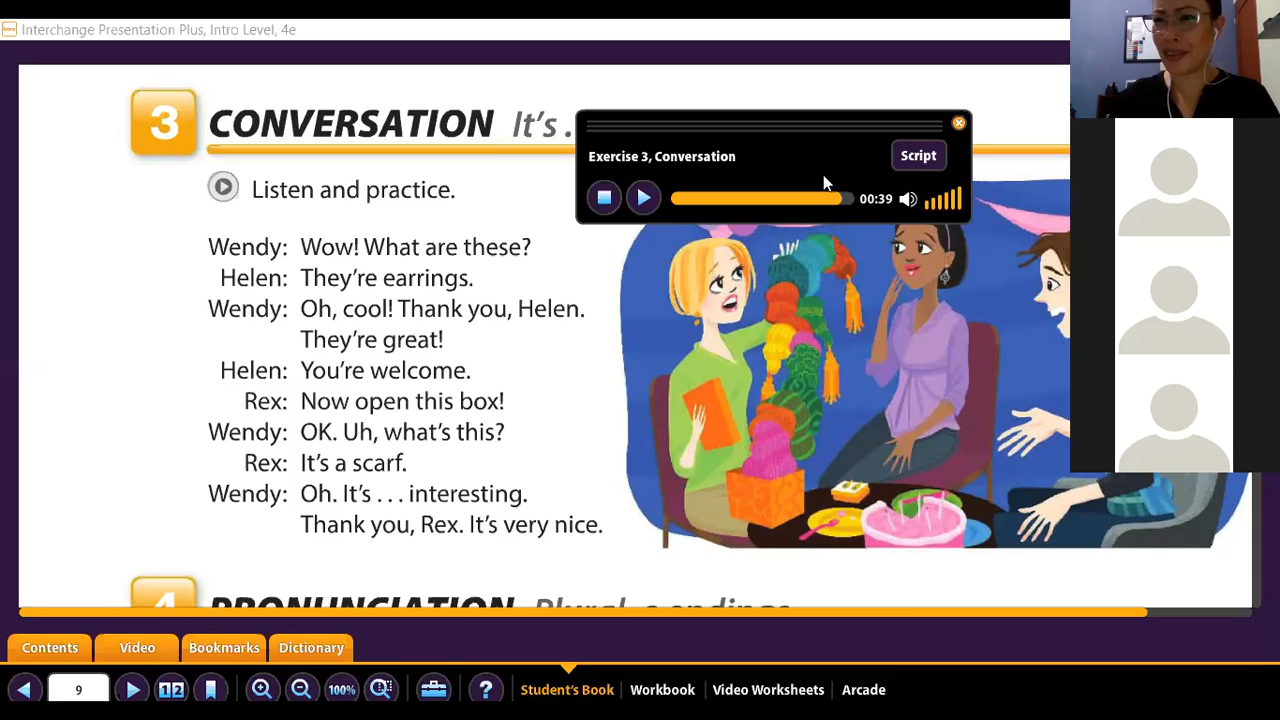 Interchange Presentation Plus, Intro Level, 4e
3 CONVERSATION It's .
Exercise 3, Conversation
Script
00:39
Listen and practice.
Wendy: Wow! What are these?
Helen: They're earrings.
Wendy: Oh, cool! Thank you, Helen.
They're great!
Helen: You're welcome.
Rex: Now open this box!
Wendy: OK. Uh, what's this?
Rex: It's a scarf.
Wendy: Oh. It's . . . interesting.
Thank you, Rex. It's very nice.
4 PRONUNCIATION Plural -s endings
Contents Video Bookmarks Dictionary
9 12 100% ? Student's Book Workbook Video Worksheets Arcade